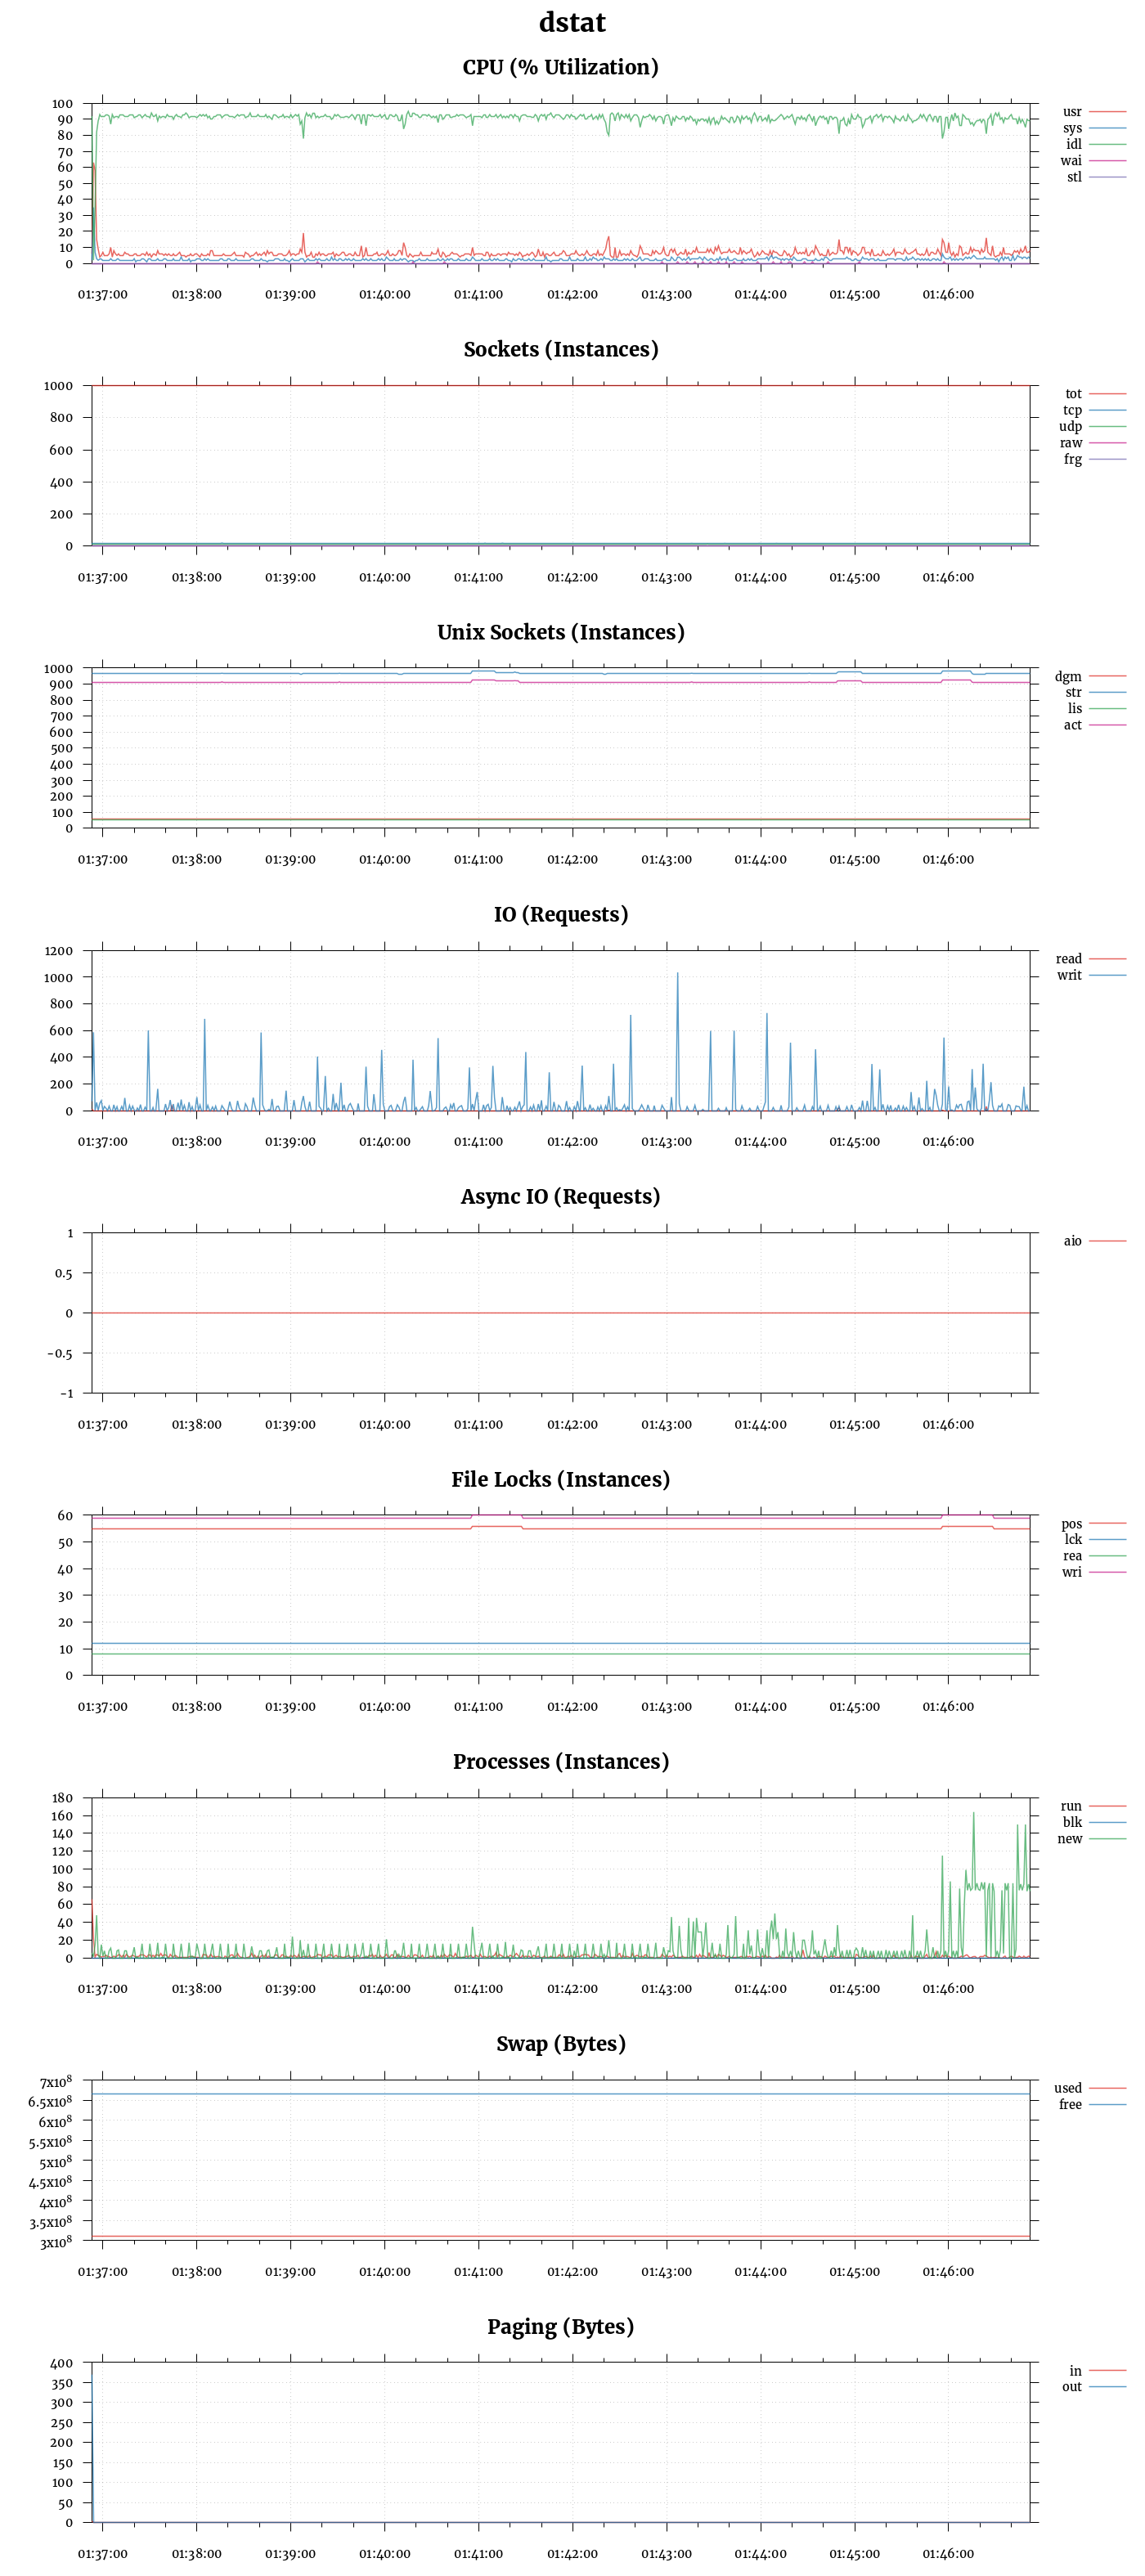 dstat
CPU (% Utilization)
100
90
80
70
60
50
40
30
20
10
0
usr
sys
idl
wai
stl
01:37:00 01:38:00 01:39:00 01:40:00 01:41:00 01:42:00 01:43:00 01:44:00 01:45:00 01:46:00
Sockets (Instances)
1000
800
600
400
200
0
tot
tcp
udp
raw
frg
01:37:00 01:38:00 01:39:00 01:40:00 01:41:00 01:42:00 01:43:00 01:44:00 01:45:00 01:46:00
Unix Sockets (Instances)
1000
900
800
700
600
500
400
300
200
100
0
dgm
str
lis
act
01:37:00 01:38:00 01:39:00 01:40:00 01:41:00 01:42:00 01:43:00 01:44:00 01:45:00 01:46:00
IO (Requests)
1200
1000
800
600
400
200
0
read
writ
01:37:00 01:38:00 01:39:00 01:40:00 01:41:00 01:42:00 01:43:00 01:44:00 01:45:00 01:46:00
Async IO (Requests)
1
0.5
0
-0.5
-1
aio
01:37:00 01:38:00 01:39:00 01:40:00 01:41:00 01:42:00 01:43:00 01:44:00 01:45:00 01:46:00
File Locks (Instances)
60
50
40
30
20
10
0
pos
lck
rea
wri
01:37:00 01:38:00 01:39:00 01:40:00 01:41:00 01:42:00 01:43:00 01:44:00 01:45:00 01:46:00
Processes (Instances)
180
160
140
120
100
80
60
40
20
0
run
blk
new
01:37:00 01:38:00 01:39:00 01:40:00 01:41:00 01:42:00 01:43:00 01:44:00 01:45:00 01:46:00
Swap (Bytes)
7x10⁸
6.5x10⁸
6x10⁸
5.5x10⁸
5x10⁸
4.5x10⁸
4x10⁸
3.5x10⁸
3x10⁸
used
free
01:37:00 01:38:00 01:39:00 01:40:00 01:41:00 01:42:00 01:43:00 01:44:00 01:45:00 01:46:00
Paging (Bytes)
400
350
300
250
200
150
100
50
0
in
out
01:37:00 01:38:00 01:39:00 01:40:00 01:41:00 01:42:00 01:43:00 01:44:00 01:45:00 01:46:00